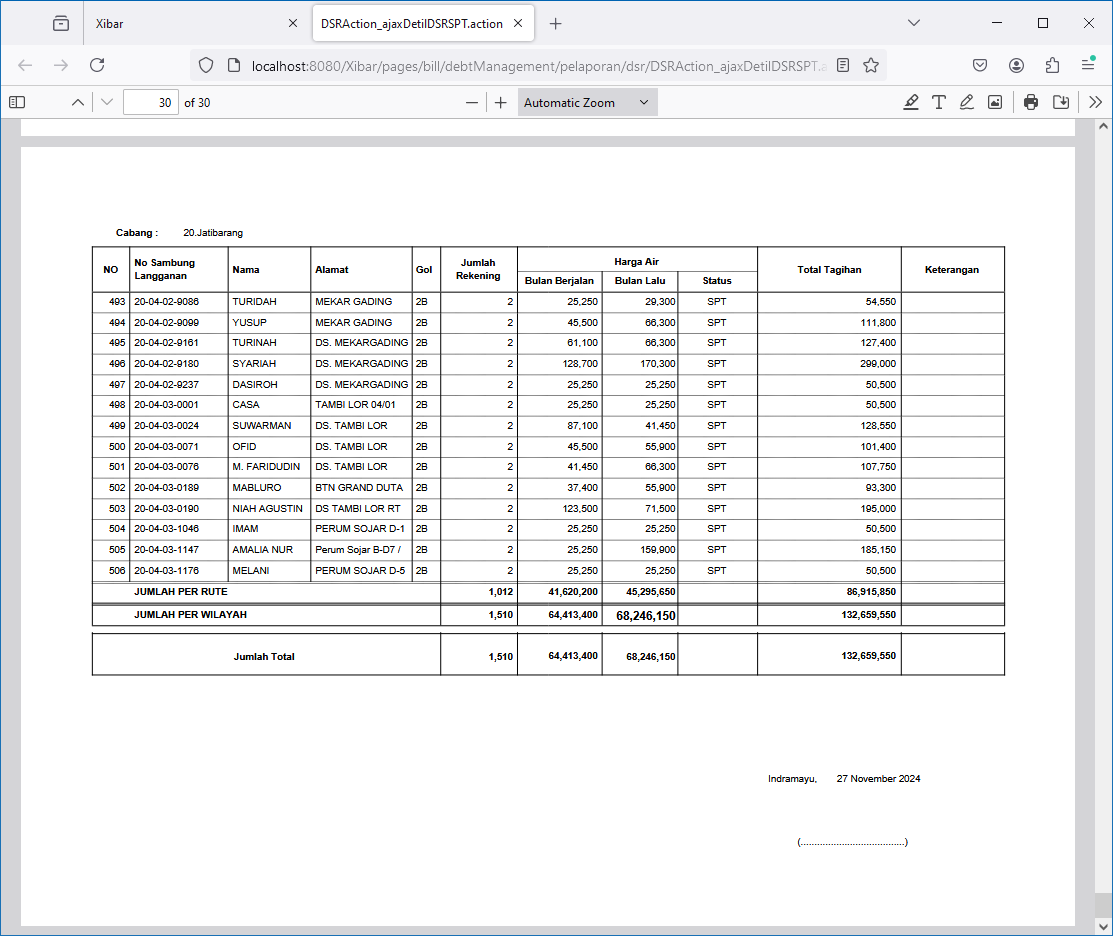 Xibar
DSRAction_ajaxDetilDSRSPT.action
localhost:8080/Xibar/pages/bill/debtManagement/pelaporan/dsr/DSRAction_ajaxDetilDSRSPT.a
30 of 30 Automatic Zoom
Cabang : 20.Jatibarang
NO No Sambung Langganan Nama Alamat Gol Jumlah Rekening Harga Air Total Tagihan Keterangan
Bulan Berjalan Bulan Lalu Status
493 20-04-02-9086 TURIDAH MEKAR GADING 2B 2 25,250 29,300 SPT 54,550
494 20-04-02-9099 YUSUP MEKAR GADING 2B 2 45,500 66,300 SPT 111,800
495 20-04-02-9161 TURINAH DS. MEKARGADING 2B 2 61,100 66,300 SPT 127,400
496 20-04-02-9180 SYARIAH DS. MEKARGADING 2B 2 128,700 170,300 SPT 299,000
497 20-04-02-9237 DASIROH DS. MEKARGADING 2B 2 25,250 25,250 SPT 50,500
498 20-04-03-0001 CASA TAMBI LOR 04/01 2B 2 25,250 25,250 SPT 50,500
499 20-04-03-0024 SUWARMAN DS. TAMBI LOR 2B 2 87,100 41,450 SPT 128,550
500 20-04-03-0071 OFID DS. TAMBI LOR 2B 2 45,500 55,900 SPT 101,400
501 20-04-03-0076 M. FARIDUDIN DS. TAMBI LOR 2B 2 41,450 66,300 SPT 107,750
502 20-04-03-0189 MABLURO BTN GRAND DUTA 2B 2 37,400 55,900 SPT 93,300
503 20-04-03-0190 NIAH AGUSTIN DS TAMBI LOR RT 2B 2 123,500 71,500 SPT 195,000
504 20-04-03-1046 IMAM PERUM SOJAR D-1 2B 2 25,250 25,250 SPT 50,500
505 20-04-03-1147 AMALIA NUR Perum Sojar B-D7 / 2B 2 25,250 159,900 SPT 185,150
506 20-04-03-1176 MELANI PERUM SOJAR D-5 2B 2 25,250 25,250 SPT 50,500
JUMLAH PER RUTE 1,012 41,620,200 45,295,650 86,915,850
JUMLAH PER WILAYAH 1,510 64,413,400 68,246,150 132,659,550
Jumlah Total 1,510 64,413,400 68,246,150 132,659,550
Indramayu, 27 November 2024
(......................................)